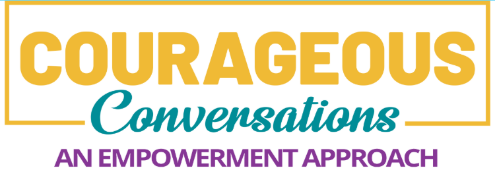 COURAGEOUS
Conversations
AN EMPOWERMENT APPROACH